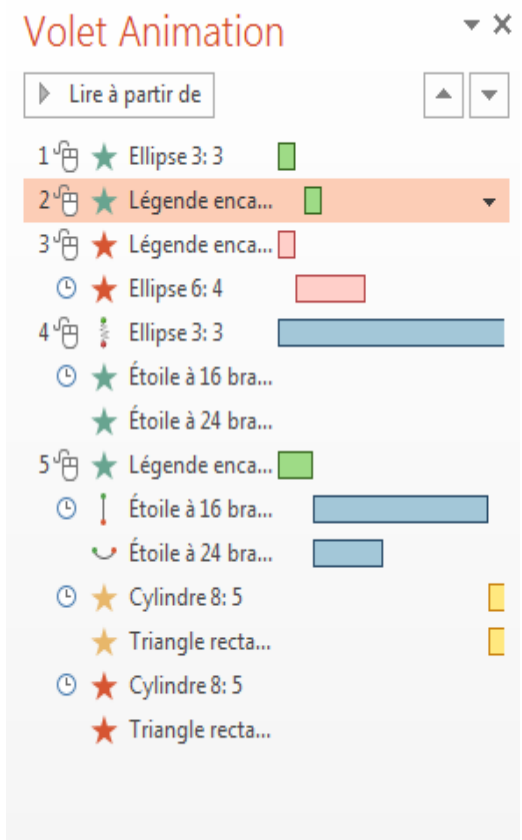 Volet Animation
Lire à partir de
1 Ellipse 3: 3
2 Légende enca...
3 Légende enca...
Ellipse 6: 4
4 Ellipse 3: 3
Étoile à 16 bra...
Étoile à 24 bra...
5 Légende enca...
Étoile à 16 bra...
Étoile à 24 bra...
Cylindre 8: 5
Triangle recta...
Cylindre 8: 5
Triangle recta...